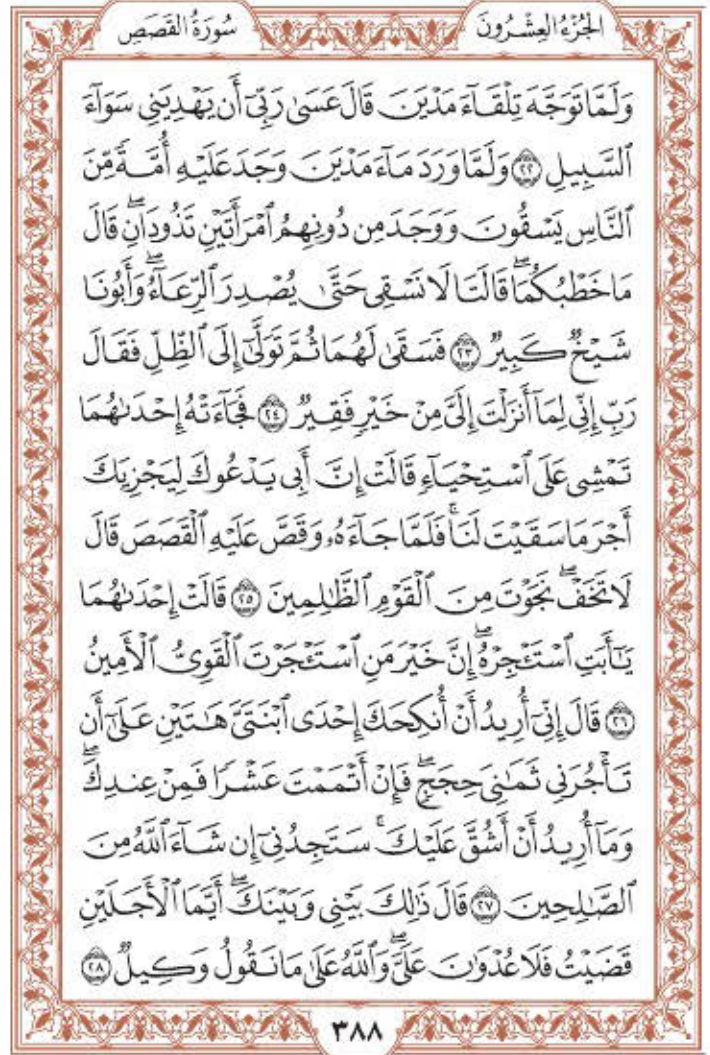 الجُزْءُ العِشْرُونَ سُورَةُ القَصَصِ
وَلَمَّا تَوَجَّهَ تِلْقَآءَ مَدْيَنَ قَالَ عَسَىٰ رَبِّىٓ أَن يَهْدِيَنِى سَوَآءَ
ٱلسَّبِيلِ ٢٢ وَلَمَّا وَرَدَ مَآءَ مَدْيَنَ وَجَدَ عَلَيْهِ أُمَّةً مِّنَ
ٱلنَّاسِ يَسْقُونَ وَوَجَدَ مِن دُونِهِمُ ٱمْرَأَتَيْنِ تَذُودَانِۖ قَالَ
مَا خَطْبُكُمَاۖ قَالَتَا لَا نَسْقِى حَتَّىٰ يُصْدِرَ ٱلرِّعَآءُۖ وَأَبُونَا
شَيْخٌ كَبِيرٌ ٢٣ فَسَقَىٰ لَهُمَا ثُمَّ تَوَلَّىٰٓ إِلَى ٱلظِّلِّ فَقَالَ
رَبِّ إِنِّى لِمَآ أَنزَلْتَ إِلَىَّ مِنْ خَيْرٍ فَقِيرٌ ٢٤ فَجَآءَتْهُ إِحْدَىٰهُمَا
تَمْشِى عَلَى ٱسْتِحْيَآءٍ قَالَتْ إِنَّ أَبِى يَدْعُوكَ لِيَجْزِيَكَ
أَجْرَ مَا سَقَيْتَ لَنَاۚ فَلَمَّا جَآءَهُۥ وَقَصَّ عَلَيْهِ ٱلْقَصَصَ قَالَ
لَا تَخَفْۖ نَجَوْتَ مِنَ ٱلْقَوْمِ ٱلظَّٰلِمِينَ ٢٥ قَالَتْ إِحْدَىٰهُمَا
يَٰٓأَبَتِ ٱسْتَـْٔجِرْهُۖ إِنَّ خَيْرَ مَنِ ٱسْتَـْٔجَرْتَ ٱلْقَوِىُّ ٱلْأَمِينُ
٢٦ قَالَ إِنِّىٓ أُرِيدُ أَنْ أُنكِحَكَ إِحْدَى ٱبْنَتَىَّ هَٰتَيْنِ عَلَىٰٓ أَن
تَأْجُرَنِى ثَمَٰنِىَ حِجَجٍۖ فَإِنْ أَتْمَمْتَ عَشْرًا فَمِنْ عِندِكَۖ
وَمَآ أُرِيدُ أَنْ أَشُقَّ عَلَيْكَۚ سَتَجِدُنِىٓ إِن شَآءَ ٱللَّهُ مِنَ
ٱلصَّٰلِحِينَ ٢٧ قَالَ ذَٰلِكَ بَيْنِى وَبَيْنَكَۖ أَيَّمَا ٱلْأَجَلَيْنِ
قَضَيْتُ فَلَا عُدْوَٰنَ عَلَىَّۖ وَٱللَّهُ عَلَىٰ مَا نَقُولُ وَكِيلٌ ٢٨
٣٨٨